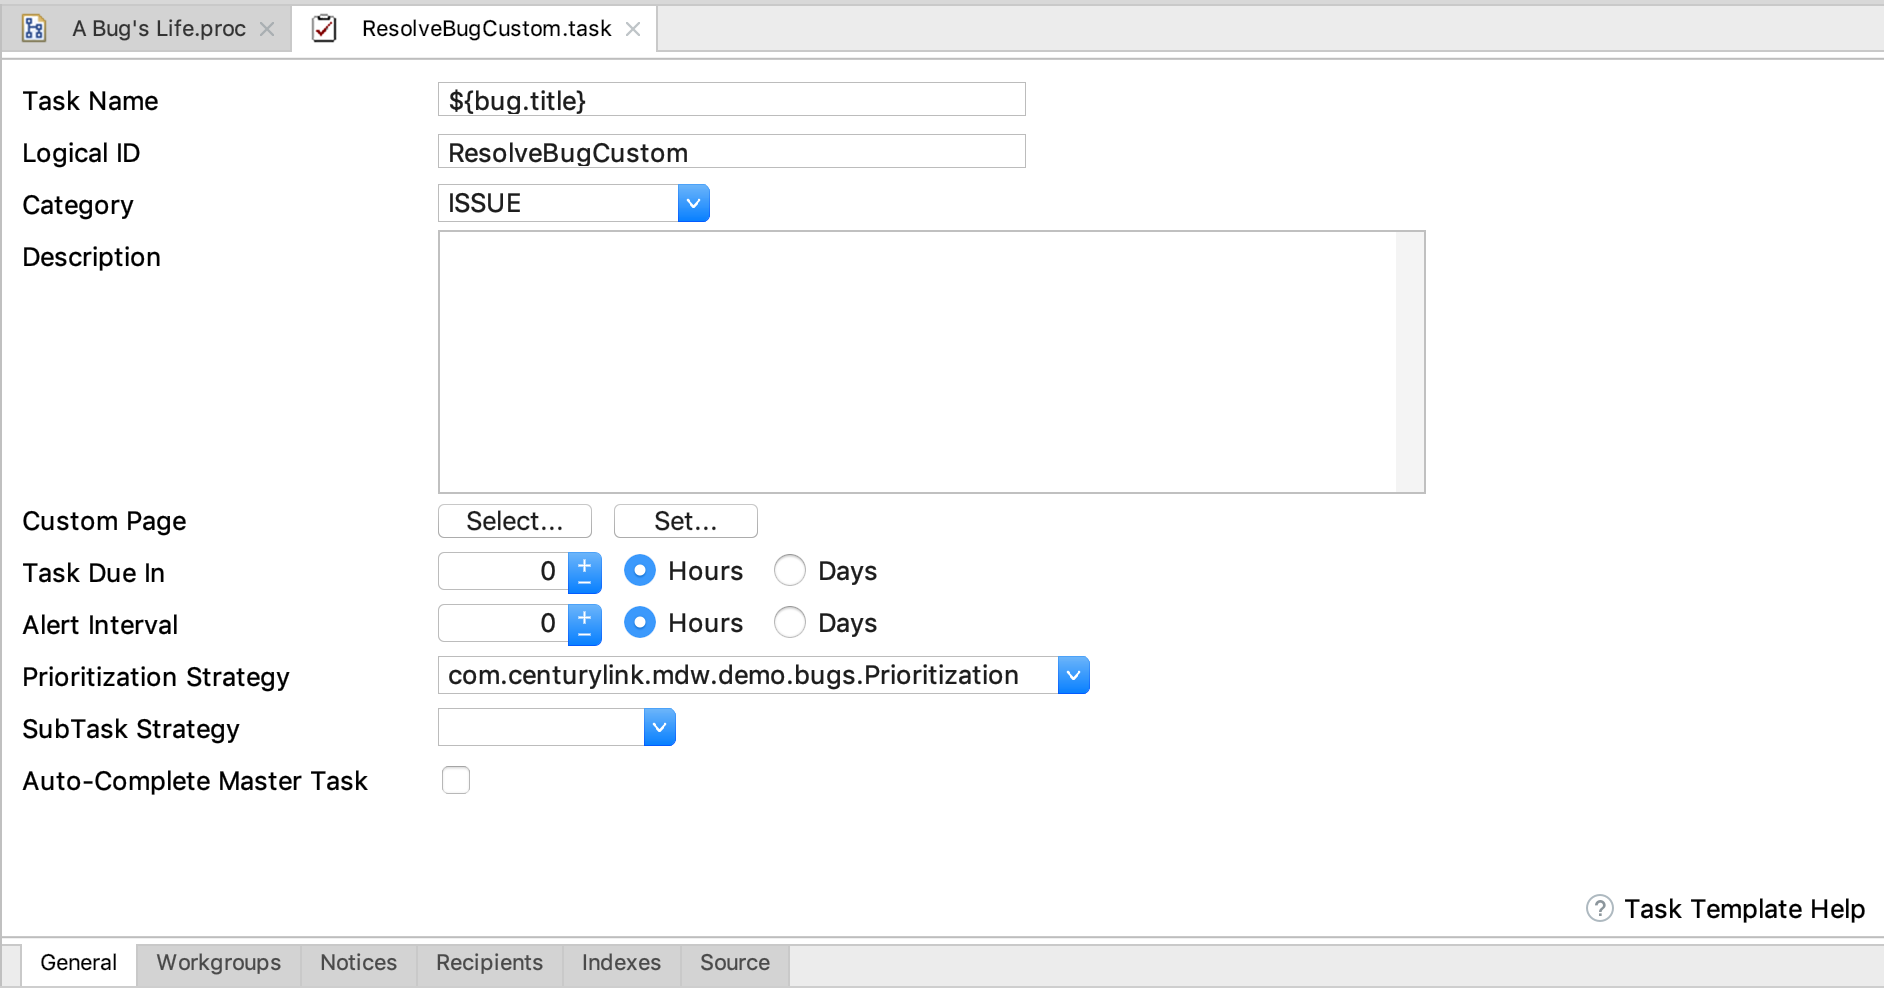 A Bug's Life.proc ResolveBugCustom.task
Task Name ${bug.title}
Logical ID ResolveBugCustom
Category ISSUE
Description
Custom Page Select... Set...
Task Due In 0 Hours Days
Alert Interval 0 Hours Days
Prioritization Strategy com.centurylink.mdw.demo.bugs.Prioritization
SubTask Strategy
Auto-Complete Master Task
? Task Template Help
General Workgroups Notices Recipients Indexes Source